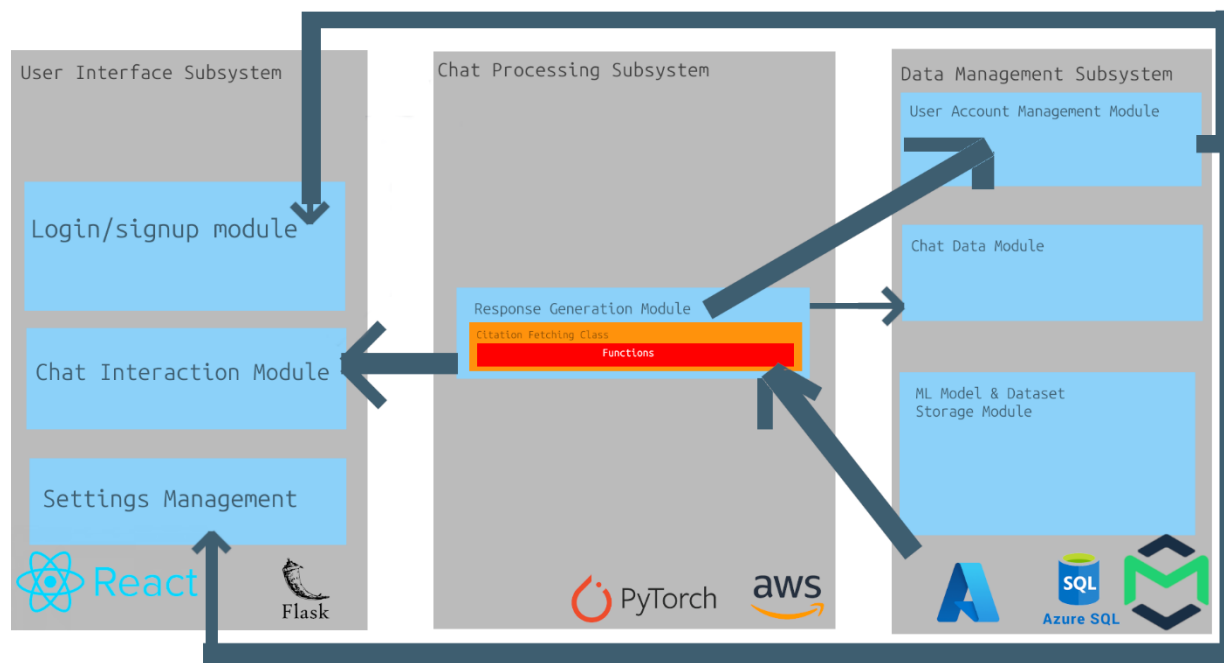 User Interface Subsystem
Login/signup module
Chat Interaction Module
Settings Management
React
Flask
Chat Processing Subsystem
Response Generation Module
Citation Fetching Class
Functions
PyTorch
aws
Data Management Subsystem
User Account Management Module
Chat Data Module
ML Model & Dataset
Storage Module
SQL
Azure SQL